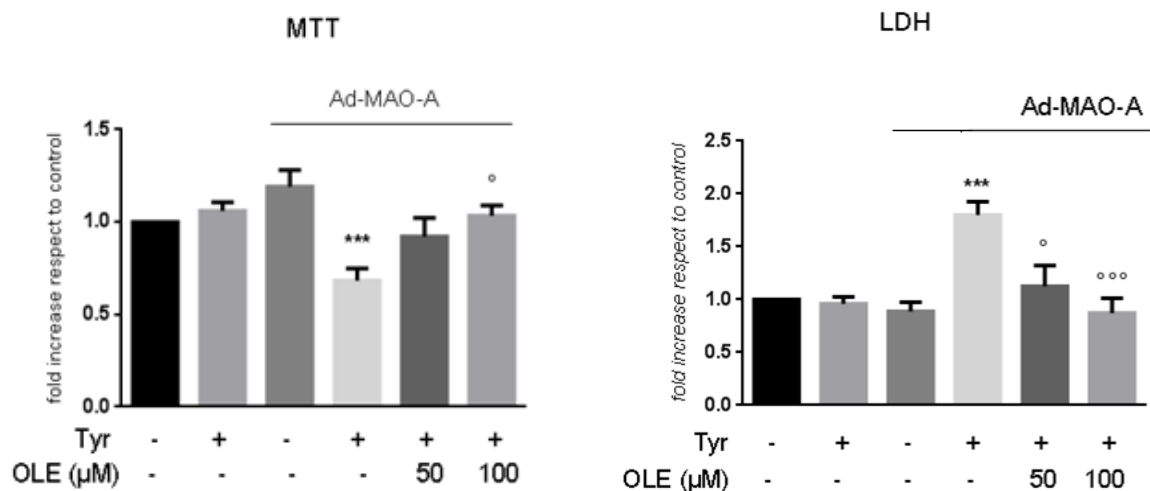 MTT
Ad-MAO-A
fold increase respect to control
1.5
1.0
0.5
0.0
***
°
Tyr - + - + + +
OLE (µM) - - - - 50 100
LDH
Ad-MAO-A
fold increase respect to control
2.5
2.0
1.5
1.0
0.5
0.0
***
°
°°°
Tyr - + - + + +
OLE (µM) - - - - 50 100